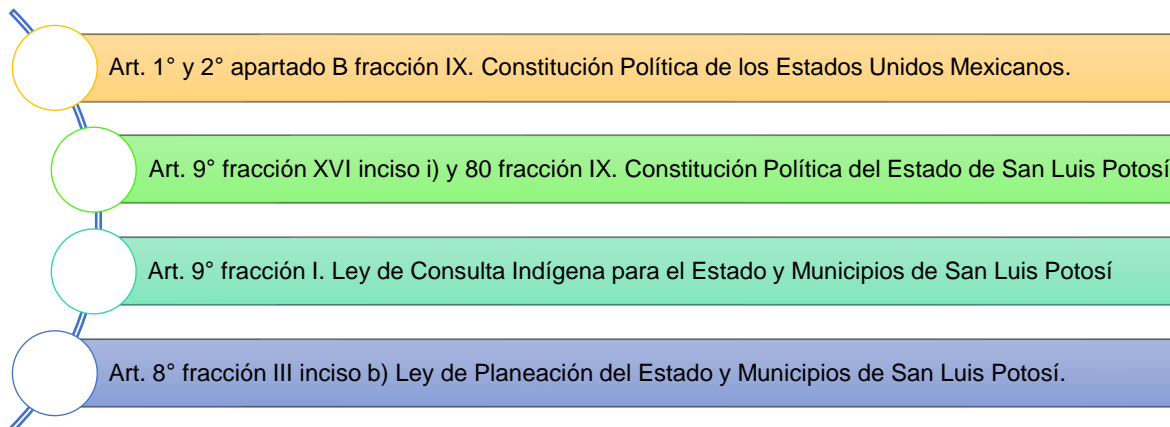 Art. 1° y 2° apartado B fracción IX. Constitución Política de los Estados Unidos Mexicanos.
Art. 9° fracción XVI inciso i) y 80 fracción IX. Constitución Política del Estado de San Luis Potosí
Art. 9° fracción I. Ley de Consulta Indígena para el Estado y Municipios de San Luis Potosí
Art. 8° fracción III inciso b) Ley de Planeación del Estado y Municipios de San Luis Potosí.